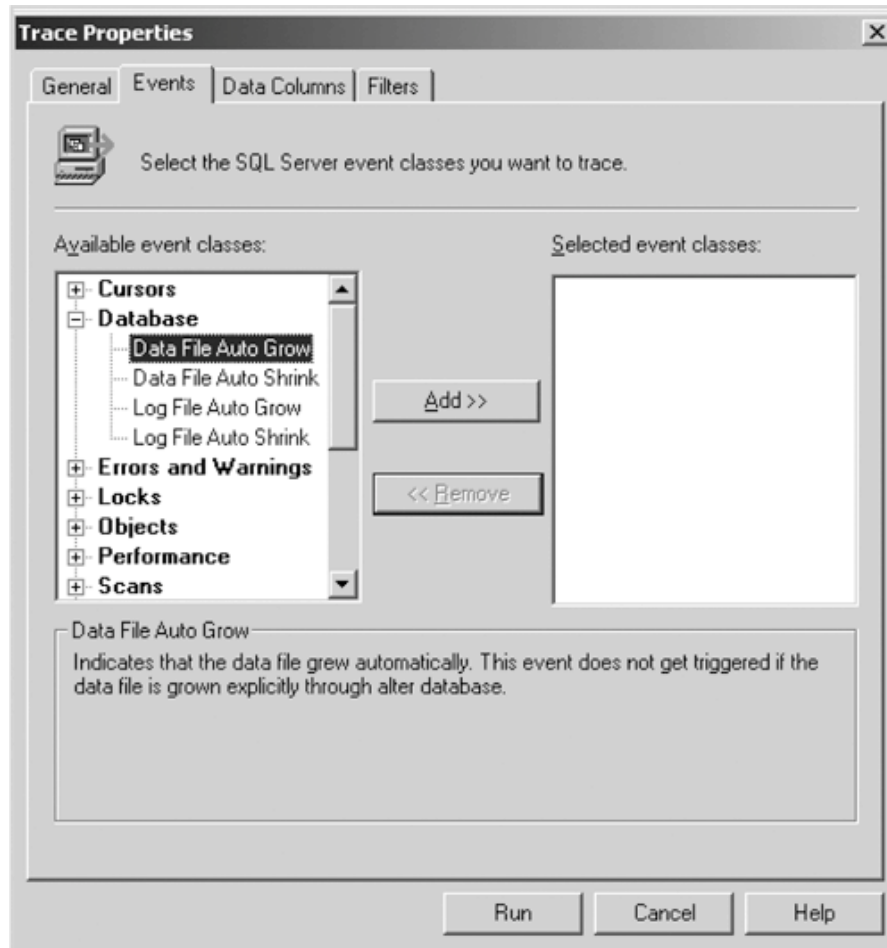 Trace Properties
General Events Data Columns Filters
Select the SQL Server event classes you want to trace.
Available event classes:
Selected event classes:
Cursors
Database
Data File Auto Grow
Data File Auto Shrink
Log File Auto Grow
Log File Auto Shrink
Errors and Warnings
Locks
Objects
Performance
Scans
Add >>
<< Remove
Data File Auto Grow
Indicates that the data file grew automatically. This event does not get triggered if the
data file is grown explicitly through alter database.
Run Cancel Help